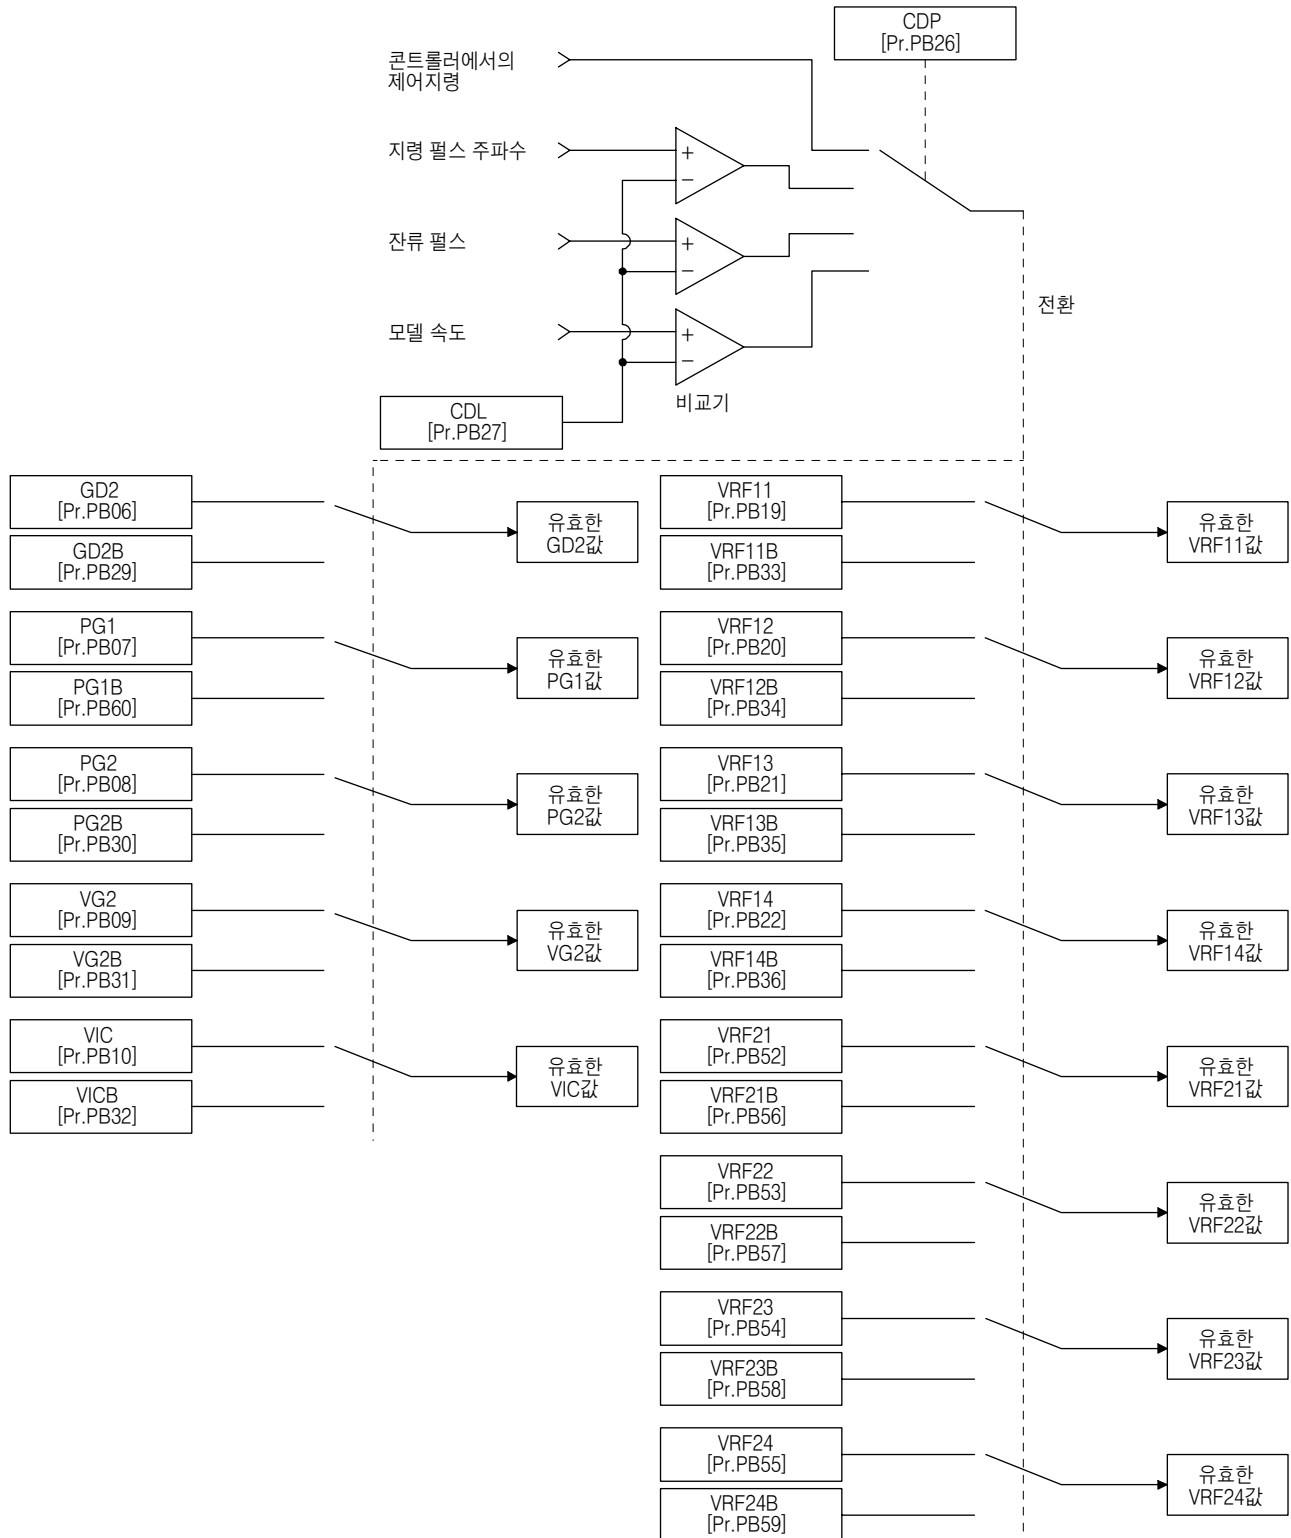 CDP
[Pr.PB26]
콘트롤러에서의
제어지령
지령 펄스 주파수
+
−
잔류 펄스
+
−
전환
모델 속도
+
−
비교기
CDL
[Pr.PB27]
GD2
[Pr.PB06]
GD2B
[Pr.PB29]
유효한
GD2값
VRF11
[Pr.PB19]
VRF11B
[Pr.PB33]
유효한
VRF11값
PG1
[Pr.PB07]
PG1B
[Pr.PB60]
유효한
PG1값
VRF12
[Pr.PB20]
VRF12B
[Pr.PB34]
유효한
VRF12값
PG2
[Pr.PB08]
PG2B
[Pr.PB30]
유효한
PG2값
VRF13
[Pr.PB21]
VRF13B
[Pr.PB35]
유효한
VRF13값
VG2
[Pr.PB09]
VG2B
[Pr.PB31]
유효한
VG2값
VRF14
[Pr.PB22]
VRF14B
[Pr.PB36]
유효한
VRF14값
VIC
[Pr.PB10]
VICB
[Pr.PB32]
유효한
VIC값
VRF21
[Pr.PB52]
VRF21B
[Pr.PB56]
유효한
VRF21값
VRF22
[Pr.PB53]
VRF22B
[Pr.PB57]
유효한
VRF22값
VRF23
[Pr.PB54]
VRF23B
[Pr.PB58]
유효한
VRF23값
VRF24
[Pr.PB55]
VRF24B
[Pr.PB59]
유효한
VRF24값